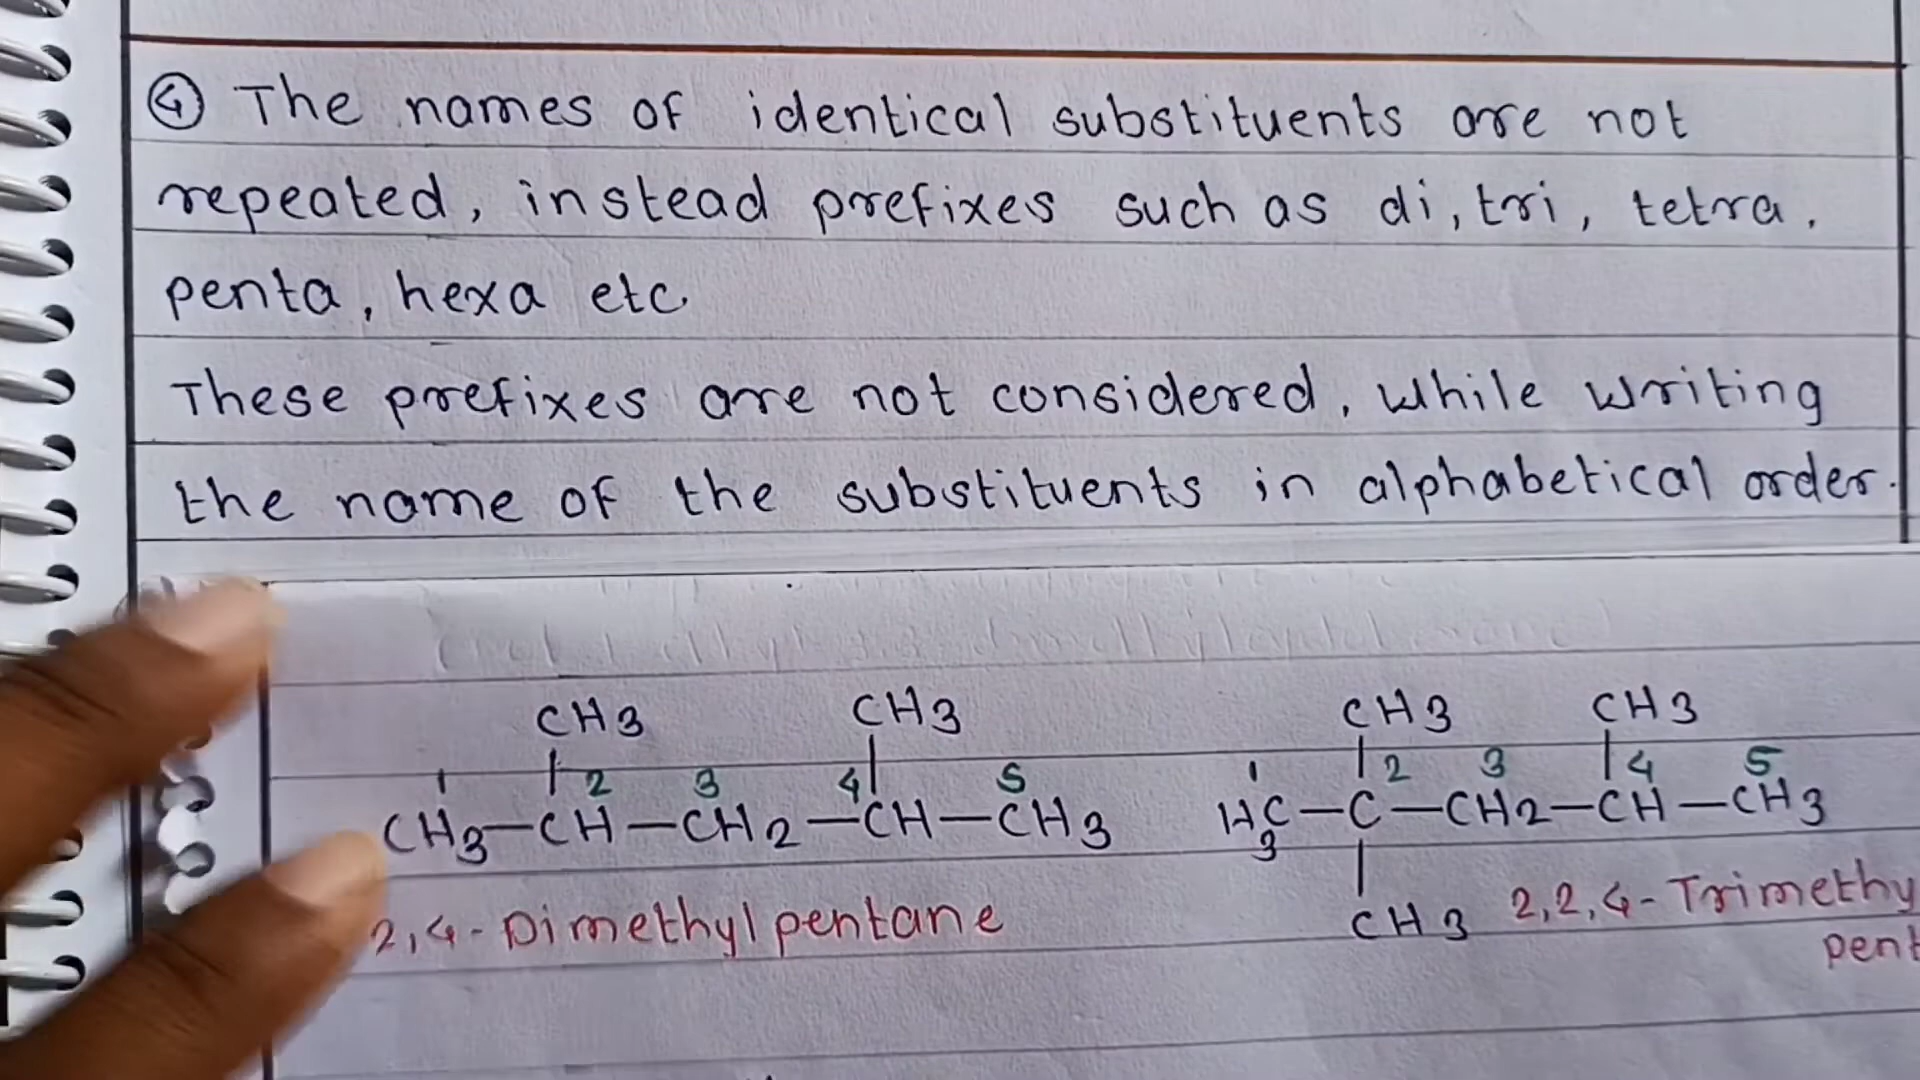 ④ The names of identical substituents are not
repeated, instead prefixes such as di, tri, tetra,
penta, hexa etc
These prefixes are not considered, while writing
the name of the substituents in alphabetical order.
CH3 CH3 CH3 CH3
1 2 3 4 5 1 2 3 4 5
CH3-CH-CH2-CH-CH3 H3C-C-CH2-CH-CH3
2,4-Dimethylpentane CH3 2,2,4-Trimethy
pent